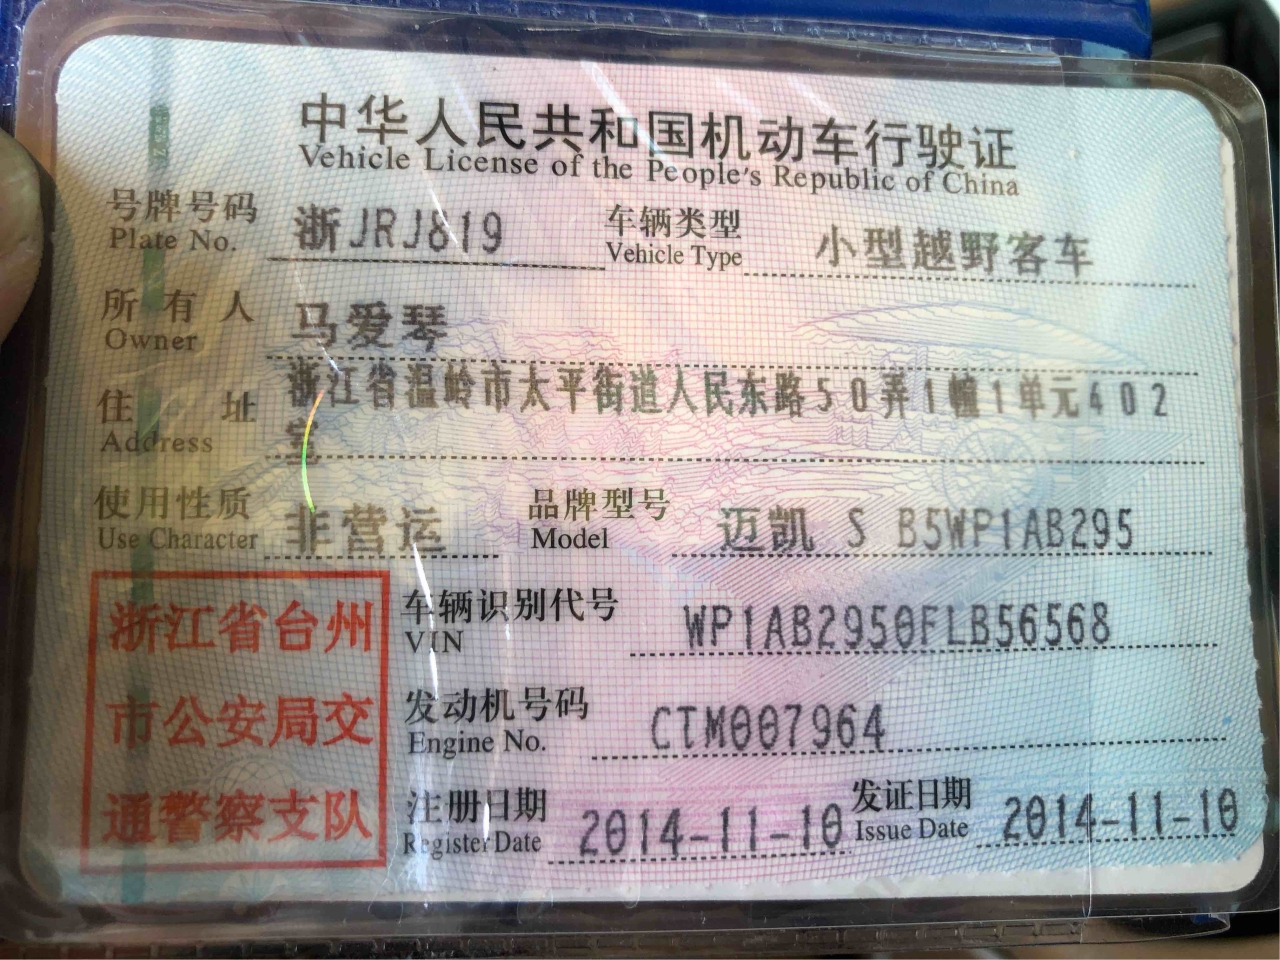 中华人民共和国机动车行驶证
Vehicle License of the People's Republic of China
号牌号码 浙JRJ819 车辆类型 小型越野客车
Plate No. Vehicle Type
所有人 马爱琴
Owner
住址 浙江省温岭市太平街道人民东路50弄1幢1单元402
Address 室
使用性质 非营运 品牌型号 迈凯 S B5WP1AB295
Use Character Model
浙江省台州 车辆识别代号 WP1AB2950FLB56568
VIN
市公安局交 发动机号码 CTM007964
Engine No.
通警察支队 注册日期 2014-11-10 发证日期 2014-11-10
Register Date Issue Date